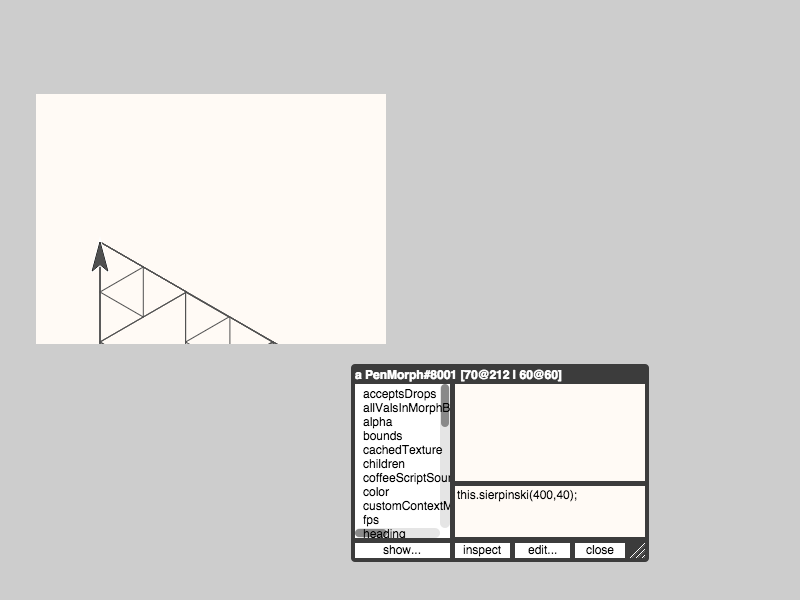 a PenMorph#8001 [70@212 | 60@60]
acceptsDrops
allValsInMorphB
alpha
bounds
cachedTexture
children
coffeeScriptSour
color
customContextM
fps
heading
this.sierpinski(400,40);
show...
inspect
edit...
close